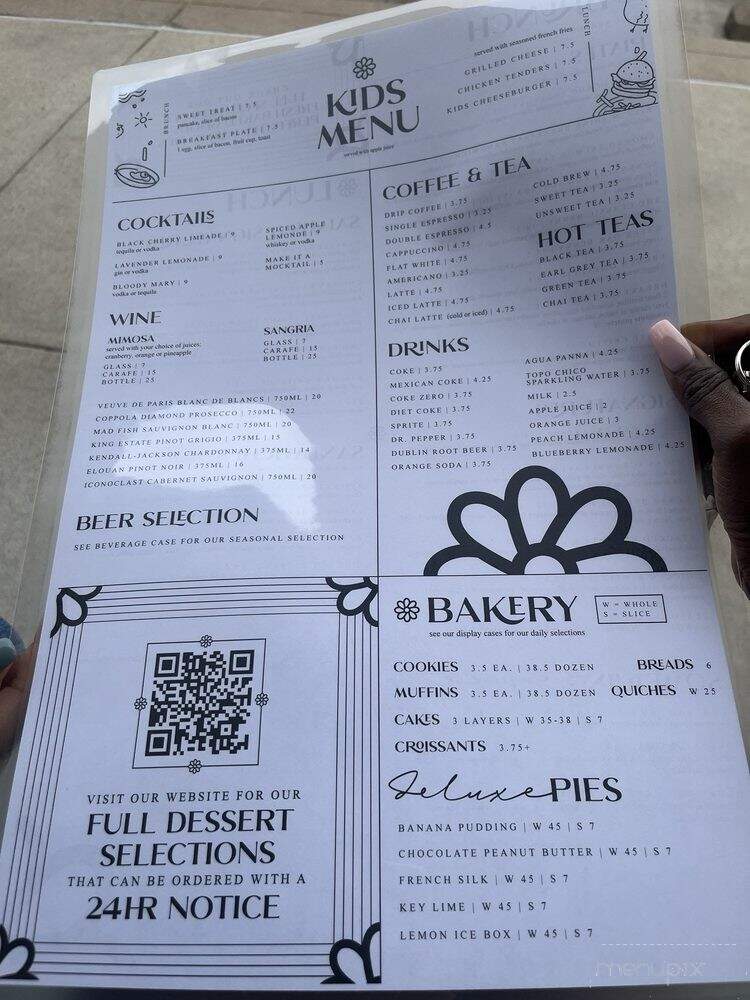 KIDS
MENU
served with apple juice
BRUNCH
SWEET TREAT | 7.5
pancake, slice of bacon
BREAKFAST PLATE | 7.5
1 egg, slice of bacon, fruit cup, toast
LUNCH
served with seasoned french fries
GRILLED CHEESE | 7.5
CHICKEN TENDERS | 7.5
KIDS CHEESEBURGER | 7.5
COCKTAILS
BLACK CHERRY LIMEADE | 9
tequila or vodka
LAVENDER LEMONADE | 9
gin or vodka
BLOODY MARY | 9
vodka or tequila
SPICED APPLE
LEMONDE | 9
whiskey or vodka
MAKE IT A
MOCKTAIL | 5
WINE
MIMOSA
served with your choice of juices:
cranberry, orange or pineapple
GLASS | 7
CARAFE | 15
BOTTLE | 25
SANGRIA
GLASS | 7
CARAFE | 15
BOTTLE | 25
VEUVE DE PARIS BLANC DE BLANCS | 750ML | 20
COPPOLA DIAMOND PROSECCO | 750ML | 22
MAD FISH SAUVIGNON BLANC | 750ML | 20
KING ESTATE PINOT GRIGIO | 375ML | 15
KENDALL-JACKSON CHARDONNAY | 375ML | 14
ELOUAN PINOT NOIR | 375ML | 16
ICONOCLAST CABERNET SAUVIGNON | 750ML | 20
BEER SELECTION
SEE BEVERAGE CASE FOR OUR SEASONAL SELECTION
COFFEE & TEA
DRIP COFFEE | 3.75
SINGLE ESPRESSO | 3.25
DOUBLE ESPRESSO | 4.5
CAPPUCCINO | 4.75
FLAT WHITE | 4.75
AMERICANO | 3.25
LATTE | 4.75
ICED LATTE | 4.75
CHAI LATTE (cold or iced) | 4.75
COLD BREW | 4.75
SWEET TEA | 3.25
UNSWEET TEA | 3.25
HOT TEAS
BLACK TEA | 3.75
EARL GREY TEA | 3.75
GREEN TEA | 3.75
CHAI TEA | 3.75
DRINKS
COKE | 3.75
MEXICAN COKE | 4.25
COKE ZERO | 3.75
DIET COKE | 3.75
SPRITE | 3.75
DR. PEPPER | 3.75
DUBLIN ROOT BEER | 3.75
ORANGE SODA | 3.75
AGUA PANNA | 4.25
TOPO CHICO
SPARKLING WATER | 3.75
MILK | 2.5
APPLE JUICE | 2
ORANGE JUICE | 3
PEACH LEMONADE | 4.25
BLUEBERRY LEMONADE | 4.25
VISIT OUR WEBSITE FOR OUR
FULL DESSERT
SELECTIONS
THAT CAN BE ORDERED WITH A
24HR NOTICE
BAKERY
W = WHOLE
S = SLICE
see our display cases for our daily selections
COOKIES 3.5 EA. | 38.5 DOZEN
BREADS 6
MUFFINS 3.5 EA. | 38.5 DOZEN
QUICHES W 25
CAKES 3 LAYERS | W 35-38 | S 7
CROISSANTS 3.75+
deluxe PIES
BANANA PUDDING | W 45 | S 7
CHOCOLATE PEANUT BUTTER | W 45 | S 7
FRENCH SILK | W 45 | S 7
KEY LIME | W 45 | S 7
LEMON ICE BOX | W 45 | S 7
menupix